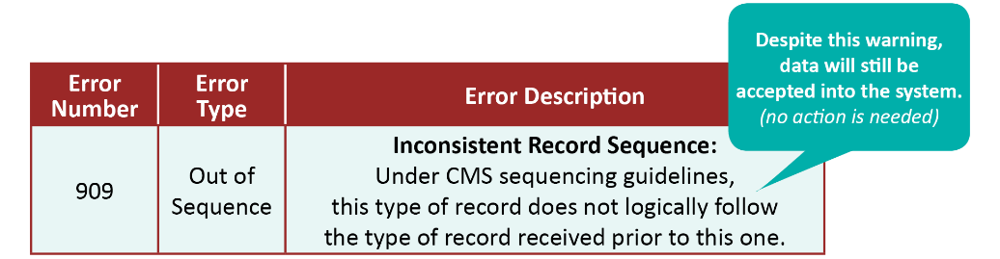 Despite this warning,
data will still be
accepted into the system.
(no action is needed)
Error
Number
Error
Type
Error Description
909
Out of
Sequence
Inconsistent Record Sequence:
Under CMS sequencing guidelines,
this type of record does not logically follow
the type of record received prior to this one.